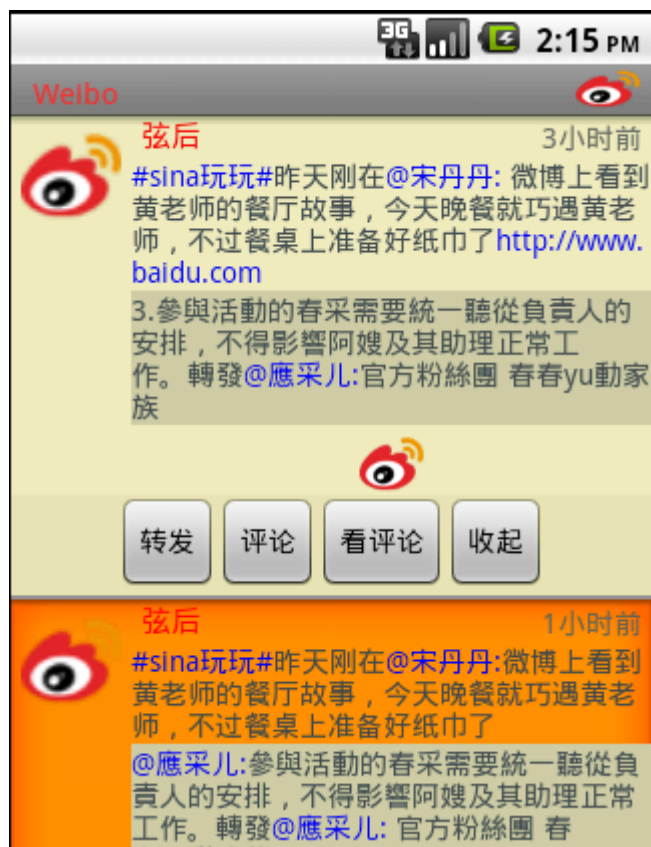 3G 2:15 PM
Weibo
弦后 3小时前
#sina玩玩#昨天刚在@宋丹丹: 微博上看到
黄老师的餐厅故事，今天晚餐就巧遇黄老
师，不过餐桌上准备好纸巾了http://www.
baidu.com
3.參與活動的春采需要統一聽從負責人的
安排，不得影響阿嫂及其助理正常工
作。轉發@應采儿:官方粉絲團 春春yu動家
族
转发 评论 看评论 收起
弦后 1小时前
#sina玩玩#昨天刚在@宋丹丹:微博上看到
黄老师的餐厅故事，今天晚餐就巧遇黄老
师，不过餐桌上准备好纸巾了
@應采儿:參與活動的春采需要統一聽從負
責人的安排，不得影響阿嫂及其助理正常
工作。轉發@應采儿: 官方粉絲團 春